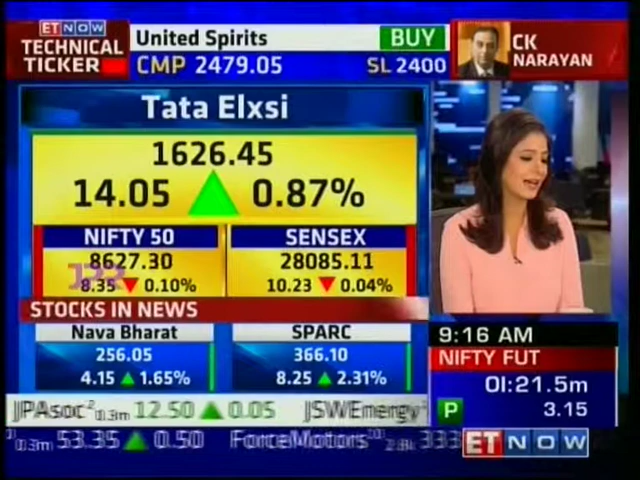 ET NOW
TECHNICAL
TICKER
United Spirits
BUY
CMP 2479.05
SL 2400
CK
NARAYAN
Tata Elxsi
1626.45
14.05 ▲ 0.87%
NIFTY 50
8627.30
8.35 ▼ 0.10%
SENSEX
28085.11
10.23 ▼ 0.04%
STOCKS IN NEWS
Nava Bharat
256.05
4.15 ▲ 1.65%
SPARC
366.10
8.25 ▲ 2.31%
9:16 AM
NIFTY FUT
01:21.5m
P 3.15
JPAsoc 0.3m 12.50 ▲ 0.05 JSWEnergy
0.3m 53.35 ▲ 0.50 ForceMotors
ET NOW